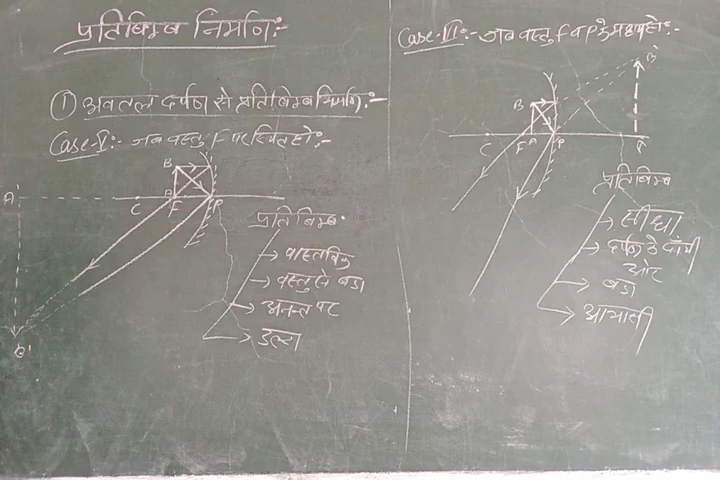 प्रतिबिम्ब निर्माण:-
① अवतल दर्पण से प्रतिबिम्ब निर्माण:-
Case-V:- जब वस्तु F पर स्थित हो:-
B
A'
C
F
P
B'
प्रतिबिम्ब
→ वास्तविक
→ वस्तु से बड़ा
→ अनन्त पर
→ उल्टा
Case-VI:- जब वस्तु F व P के मध्य हो:-
B'
B
C
F
A
P
A'
प्रतिबिम्ब
→ सीधा
→ दर्पण के पीछे
ओर
→ बड़ा
→ आभासी